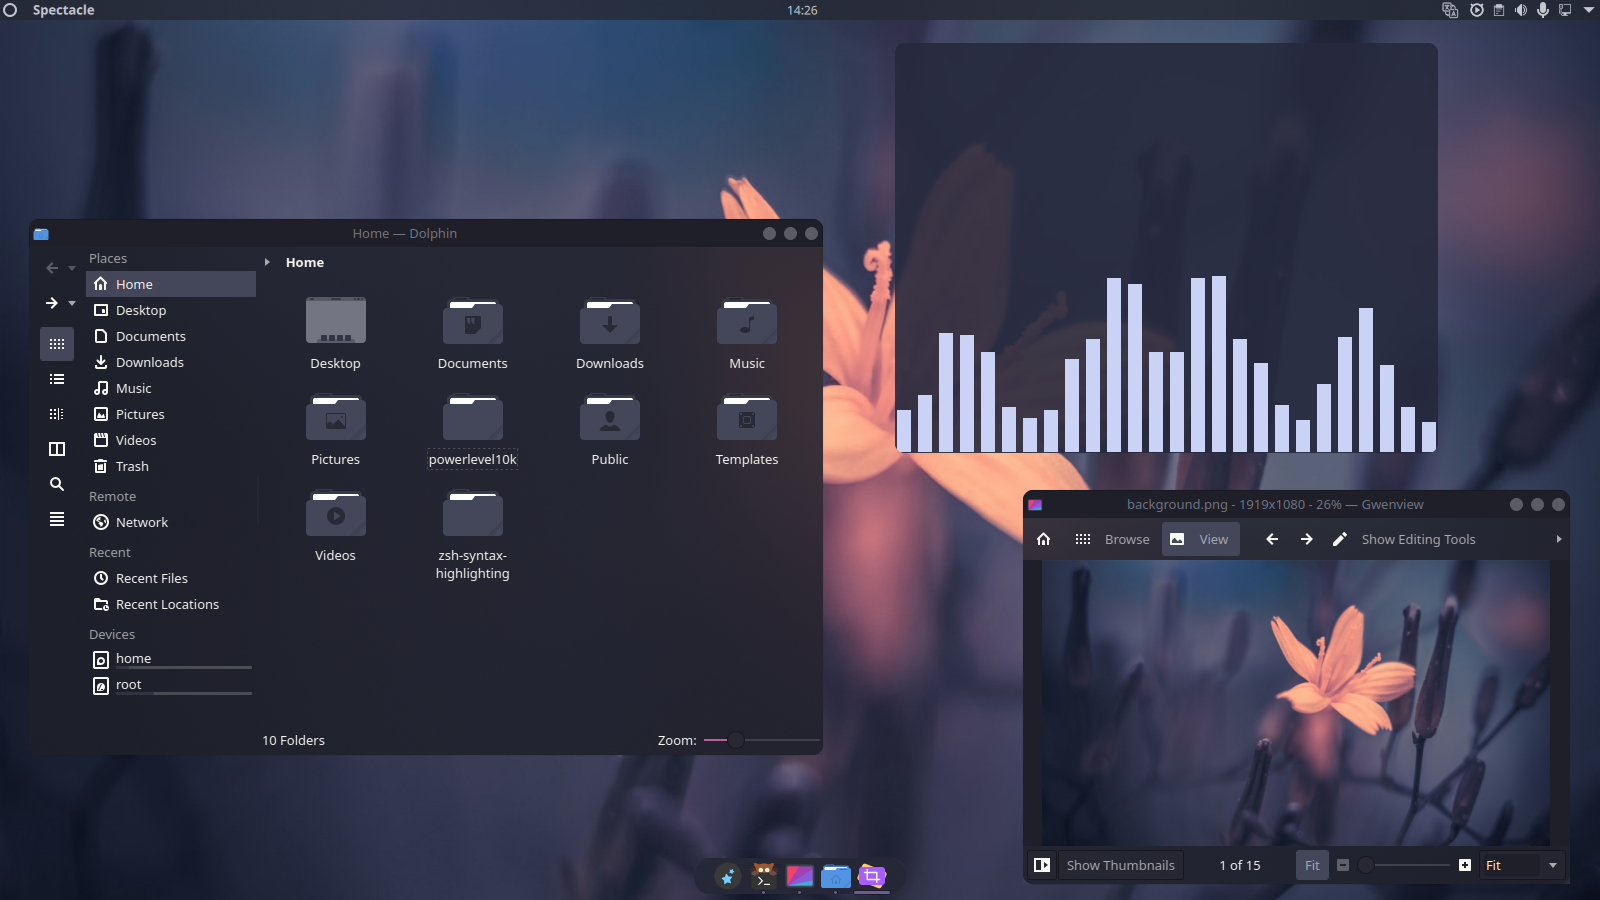 Spectacle
14:26
Home — Dolphin
Places
Home
Desktop
Documents
Downloads
Music
Pictures
Videos
Trash
Remote
Network
Recent
Recent Files
Recent Locations
Devices
home
root
Home
Desktop
Documents
Downloads
Music
Pictures
powerlevel10k
Public
Templates
Videos
zsh-syntax-
highlighting
10 Folders
Zoom:
background.png - 1919x1080 - 26% — Gwenview
Browse
View
Show Editing Tools
Show Thumbnails
1 of 15
Fit
Fit